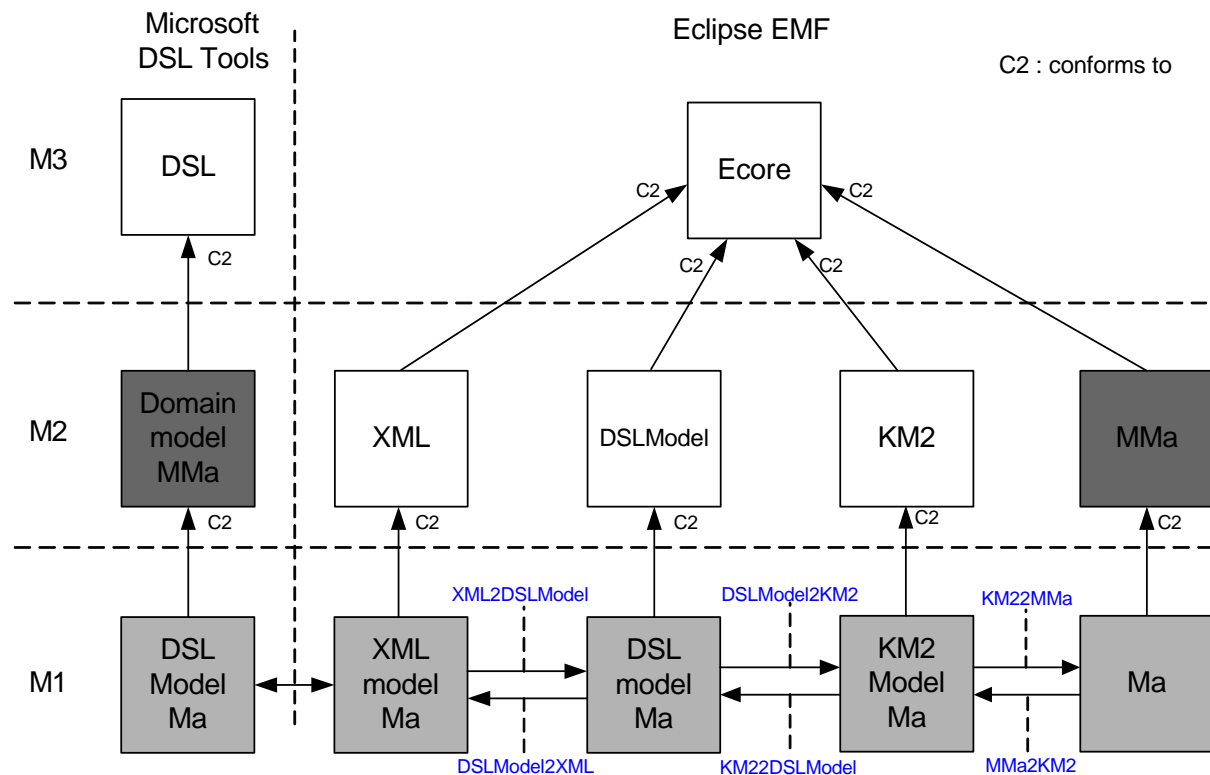 Microsoft
DSL Tools
Eclipse EMF
C2 : conforms to
M3
DSL
Ecore
C2
C2
C2
C2
C2
M2
Domain
model
MMa
XML
DSLModel
KM2
MMa
C2
C2
C2
C2
C2
XML2DSLModel
DSLModel2KM2
KM22MMa
M1
DSL
Model
Ma
XML
model
Ma
DSL
model
Ma
KM2
Model
Ma
Ma
DSLModel2XML
KM22DSLModel
MMa2KM2